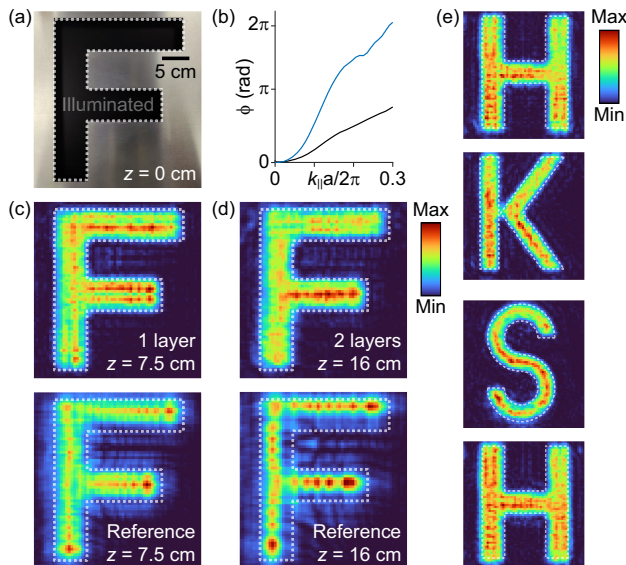 (a)
5 cm
Illuminated
z = 0 cm
(b)
ϕ (rad)
2π
π
0
0
k||a/2π
0.3
(c)
1 layer
z = 7.5 cm
Reference
z = 7.5 cm
(d)
Max
Min
2 layers
z = 16 cm
Reference
z = 16 cm
(e)
Max
Min
F
F
F
F
F
H
K
S
H